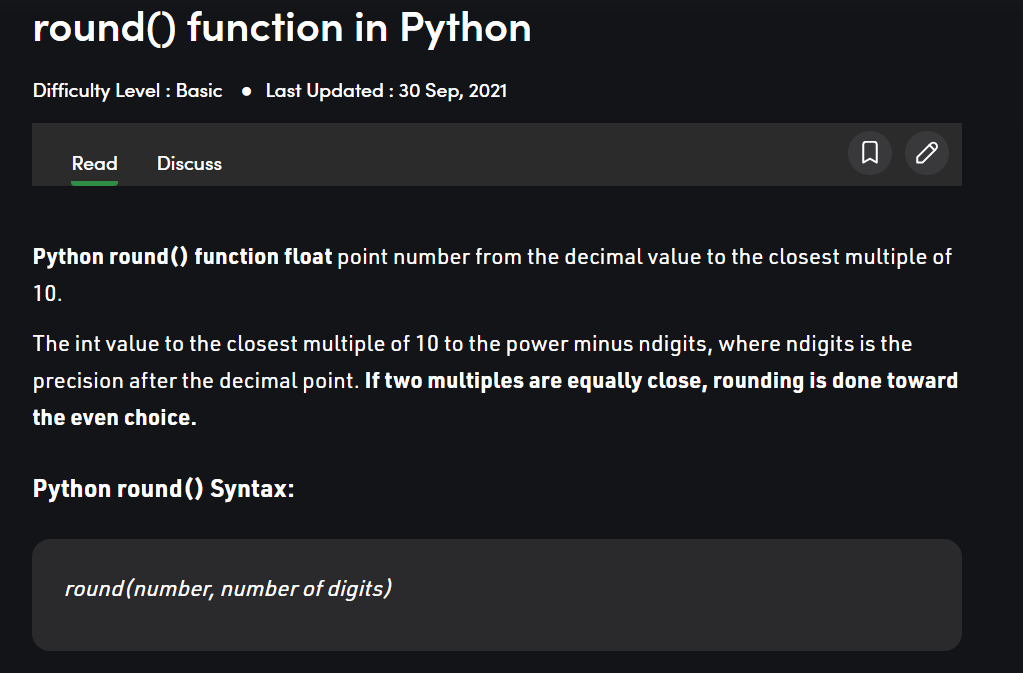 round() function in Python
Difficulty Level : Basic ● Last Updated : 30 Sep, 2021
Read Discuss
Python round() function float point number from the decimal value to the closest multiple of
10.
The int value to the closest multiple of 10 to the power minus ndigits, where ndigits is the
precision after the decimal point. If two multiples are equally close, rounding is done toward
the even choice.
Python round() Syntax:
round(number, number of digits)